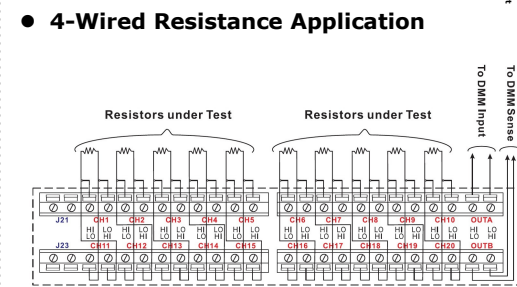 ● 4-Wired Resistance Application
To DMM Input
To DMM Sense
Resistors under Test
Resistors under Test
J21 CH1 CH2 CH3 CH4 CH5 CH6 CH7 CH8 CH9 CH10 OUTA
HI LO HI LO HI LO HI LO HI LO HI LO HI LO HI LO HI LO HI LO HI LO
LO HI LO HI LO HI LO HI LO HI LO HI LO HI LO HI LO HI LO HI LO HI
J23 CH11 CH12 CH13 CH14 CH15 CH16 CH17 CH18 CH19 CH20 OUTB